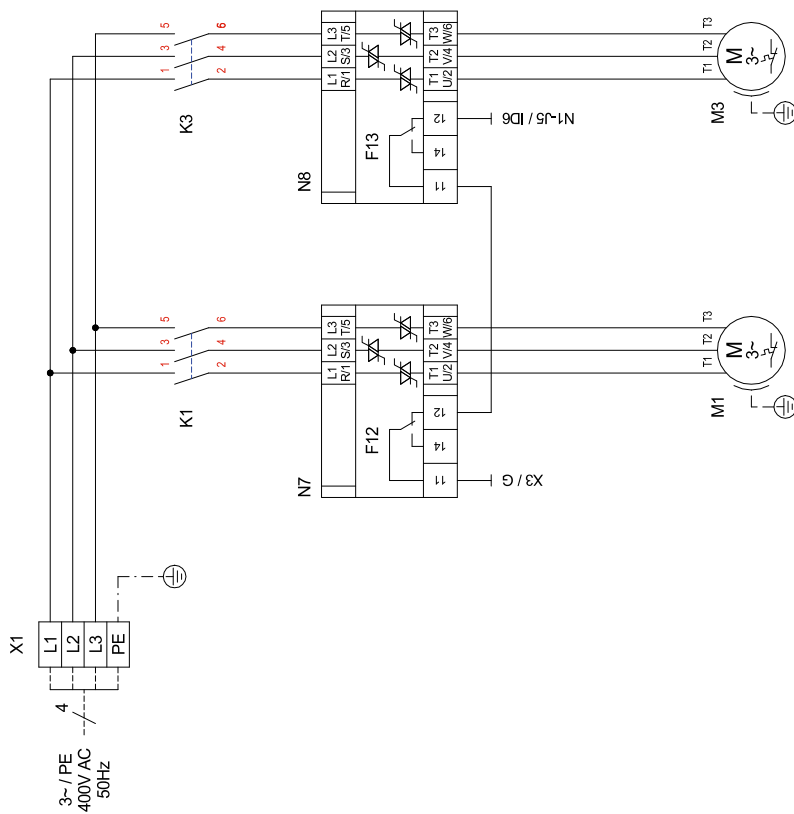 X1
L1
L2
L3
PE
4
3~ / PE
400V AC
50Hz
K1
1
3
5
2
4
6
N7
L1
L2
L3
R/1
S/3
T/5
F12
11
14
12
T1
T2
T3
U/2
V/4
W/6
X3 / G
M1
T1
T2
T3
M
3~
K3
1
3
5
2
4
6
N8
L1
L2
L3
R/1
S/3
T/5
F13
11
14
12
T1
T2
T3
U/2
V/4
W/6
N1-J5 / ID6
M3
T1
T2
T3
M
3~